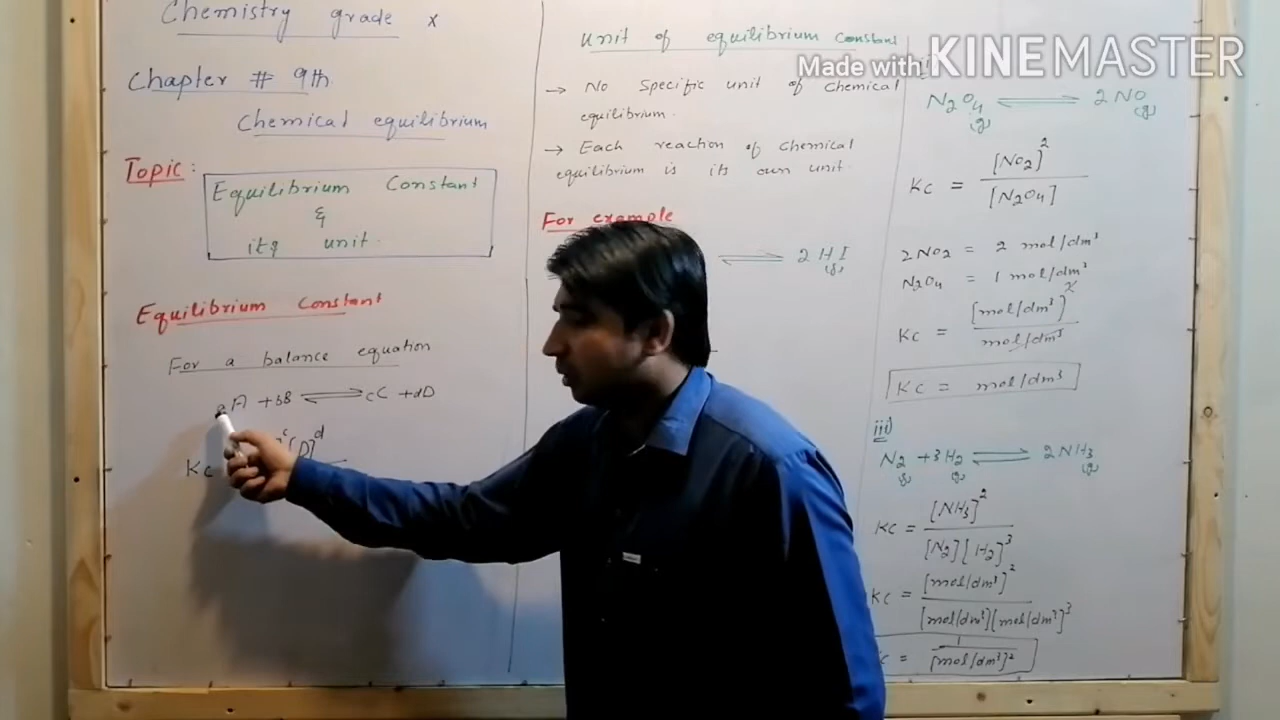 Chemistry grade x
Chapter # 9th
Chemical equilibrium
Topic:
Equilibrium Constant
&
its unit.
Equilibrium Constant
For a balance equation
aA + bB ⇌ cC + dD
Kc
c [D]^d
unit of equilibrium constant
→ No Specific unit of chemical
equilibrium.
→ Each reaction of chemical
equilibrium is its own unit
For example
⇌ 2HI
(g)
Made with KINEMASTER
N2O4 ⇌ 2NO
(g) (g)
Kc = [NO2]^2 / [N2O4]
2NO2 = 2 mol/dm³
N2O4 = 1 mol/dm³
Kc = [mol/dm³]^2 / mol/dm³
Kc = mol/dm³
iii)
N2 + 3H2 ⇌ 2NH3
(g) (g) (g)
Kc = [NH3]^2 / [N2][H2]^3
Kc = [mol/dm³]^2 / [mol/dm³][mol/dm³]^3
Kc = 1 / [mol/dm³]^2